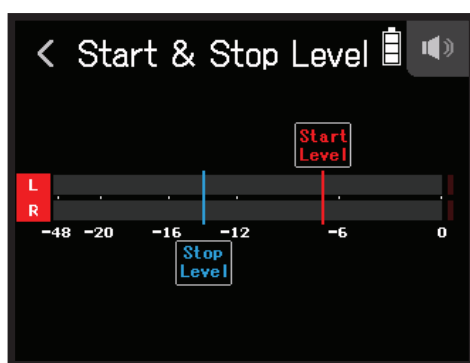 Start & Stop Level
Start
Level
L
R
-48 -20 -16 -12 -6 0
Stop
Level